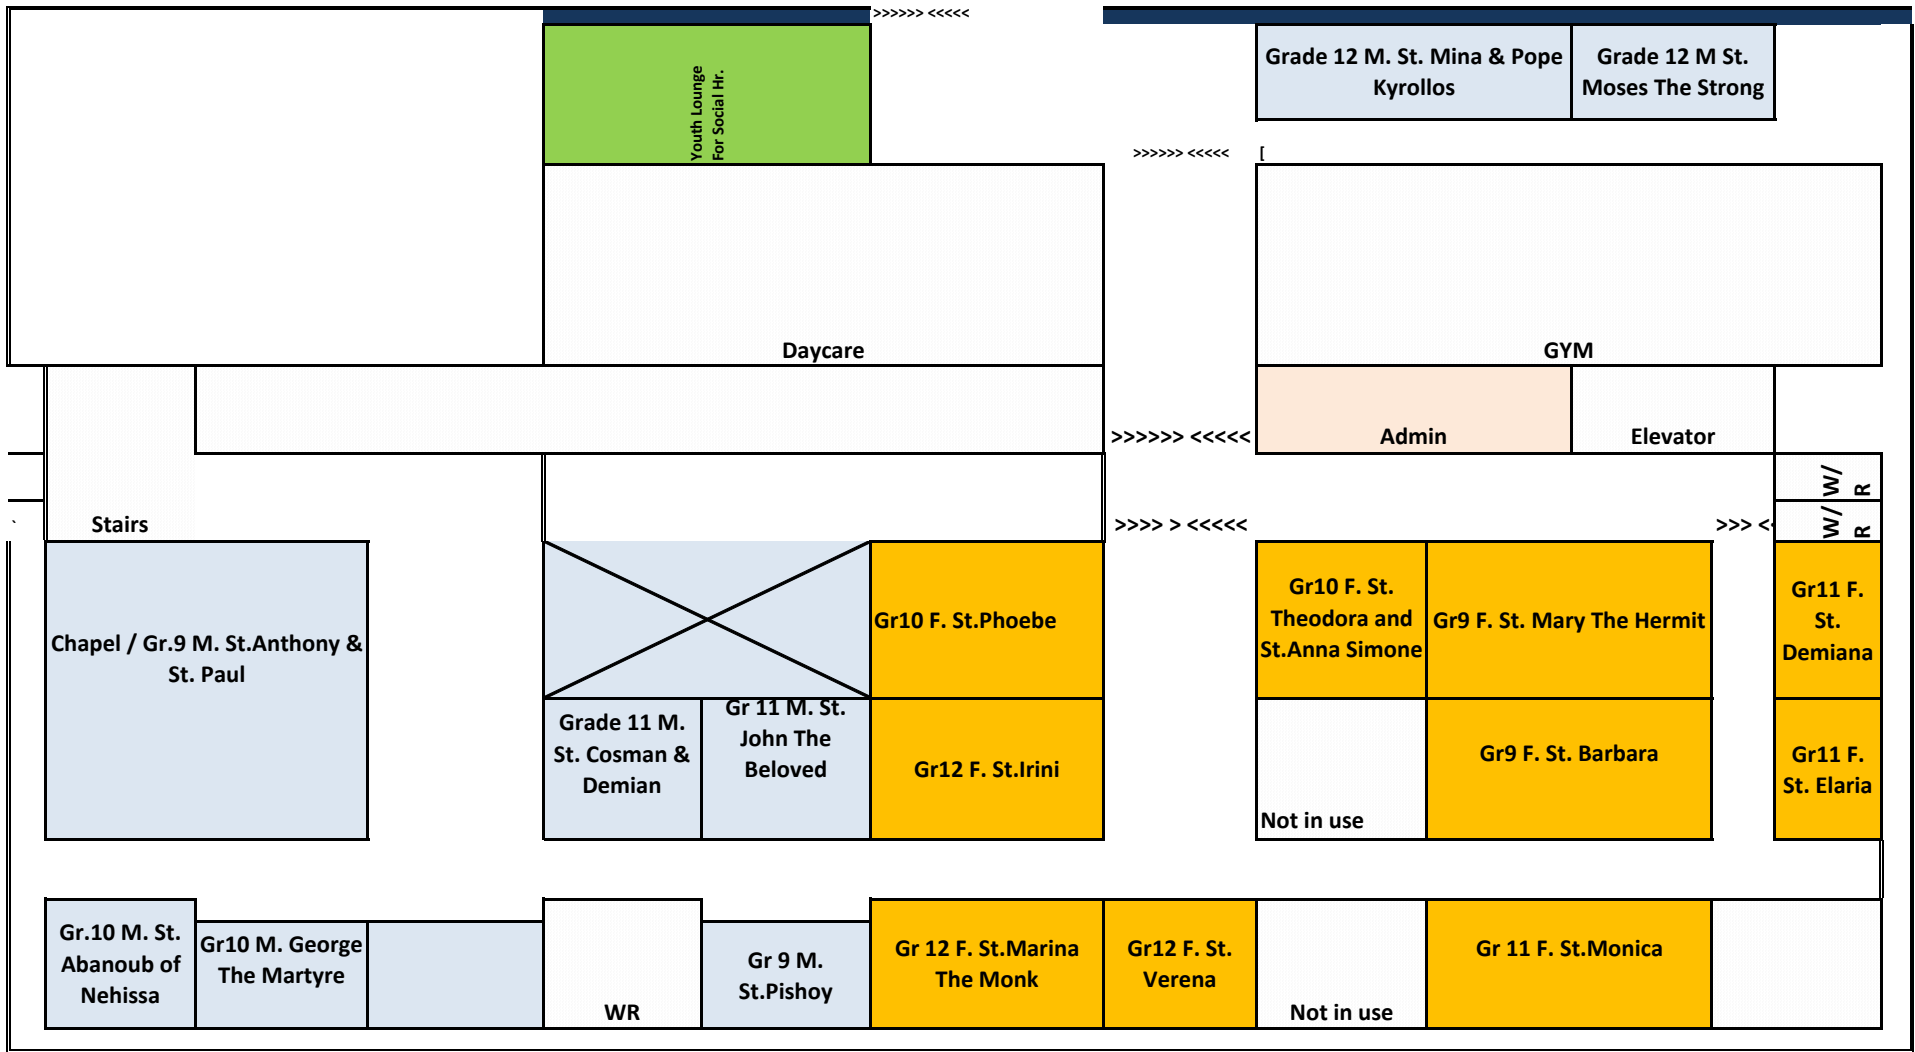 >>>>>> <<<<<
Youth Lounge
For Social Hr.
Grade 12 M. St. Mina & Pope
Kyrollos
Grade 12 M St.
Moses The Strong
>>>>>> <<<<<
[
Daycare
GYM
>>>>>> <<<<<
Admin
Elevator
W/
R
`
Stairs
>>>> > <<<<<
>>> <
W/
R
Chapel / Gr.9 M. St.Anthony &
St. Paul
Gr10 F. St.Phoebe
Gr10 F. St.
Theodora and
St.Anna Simone
Gr9 F. St. Mary The Hermit
Gr11 F.
St.
Demiana
Grade 11 M.
St. Cosman &
Demian
Gr 11 M. St.
John The
Beloved
Gr12 F. St.Irini
Not in use
Gr9 F. St. Barbara
Gr11 F.
St. Elaria
Gr.10 M. St.
Abanoub of
Nehissa
Gr10 M. George
The Martyre
WR
Gr 9 M.
St.Pishoy
Gr 12 F. St.Marina
The Monk
Gr12 F. St.
Verena
Not in use
Gr 11 F. St.Monica